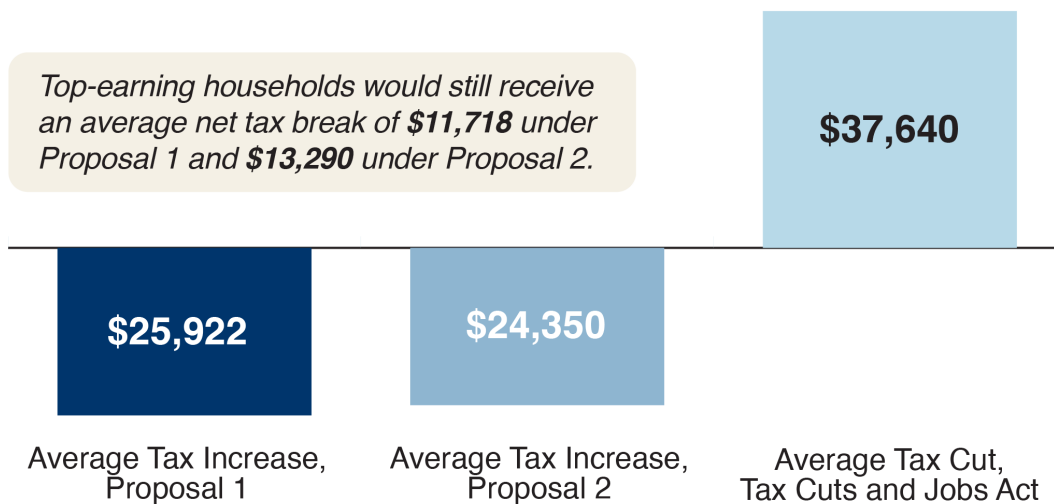 Top-earning households would still receive
an average net tax break of $11,718 under
Proposal 1 and $13,290 under Proposal 2.
$37,640
$25,922
$24,350
Average Tax Increase,
Proposal 1
Average Tax Increase,
Proposal 2
Average Tax Cut,
Tax Cuts and Jobs Act